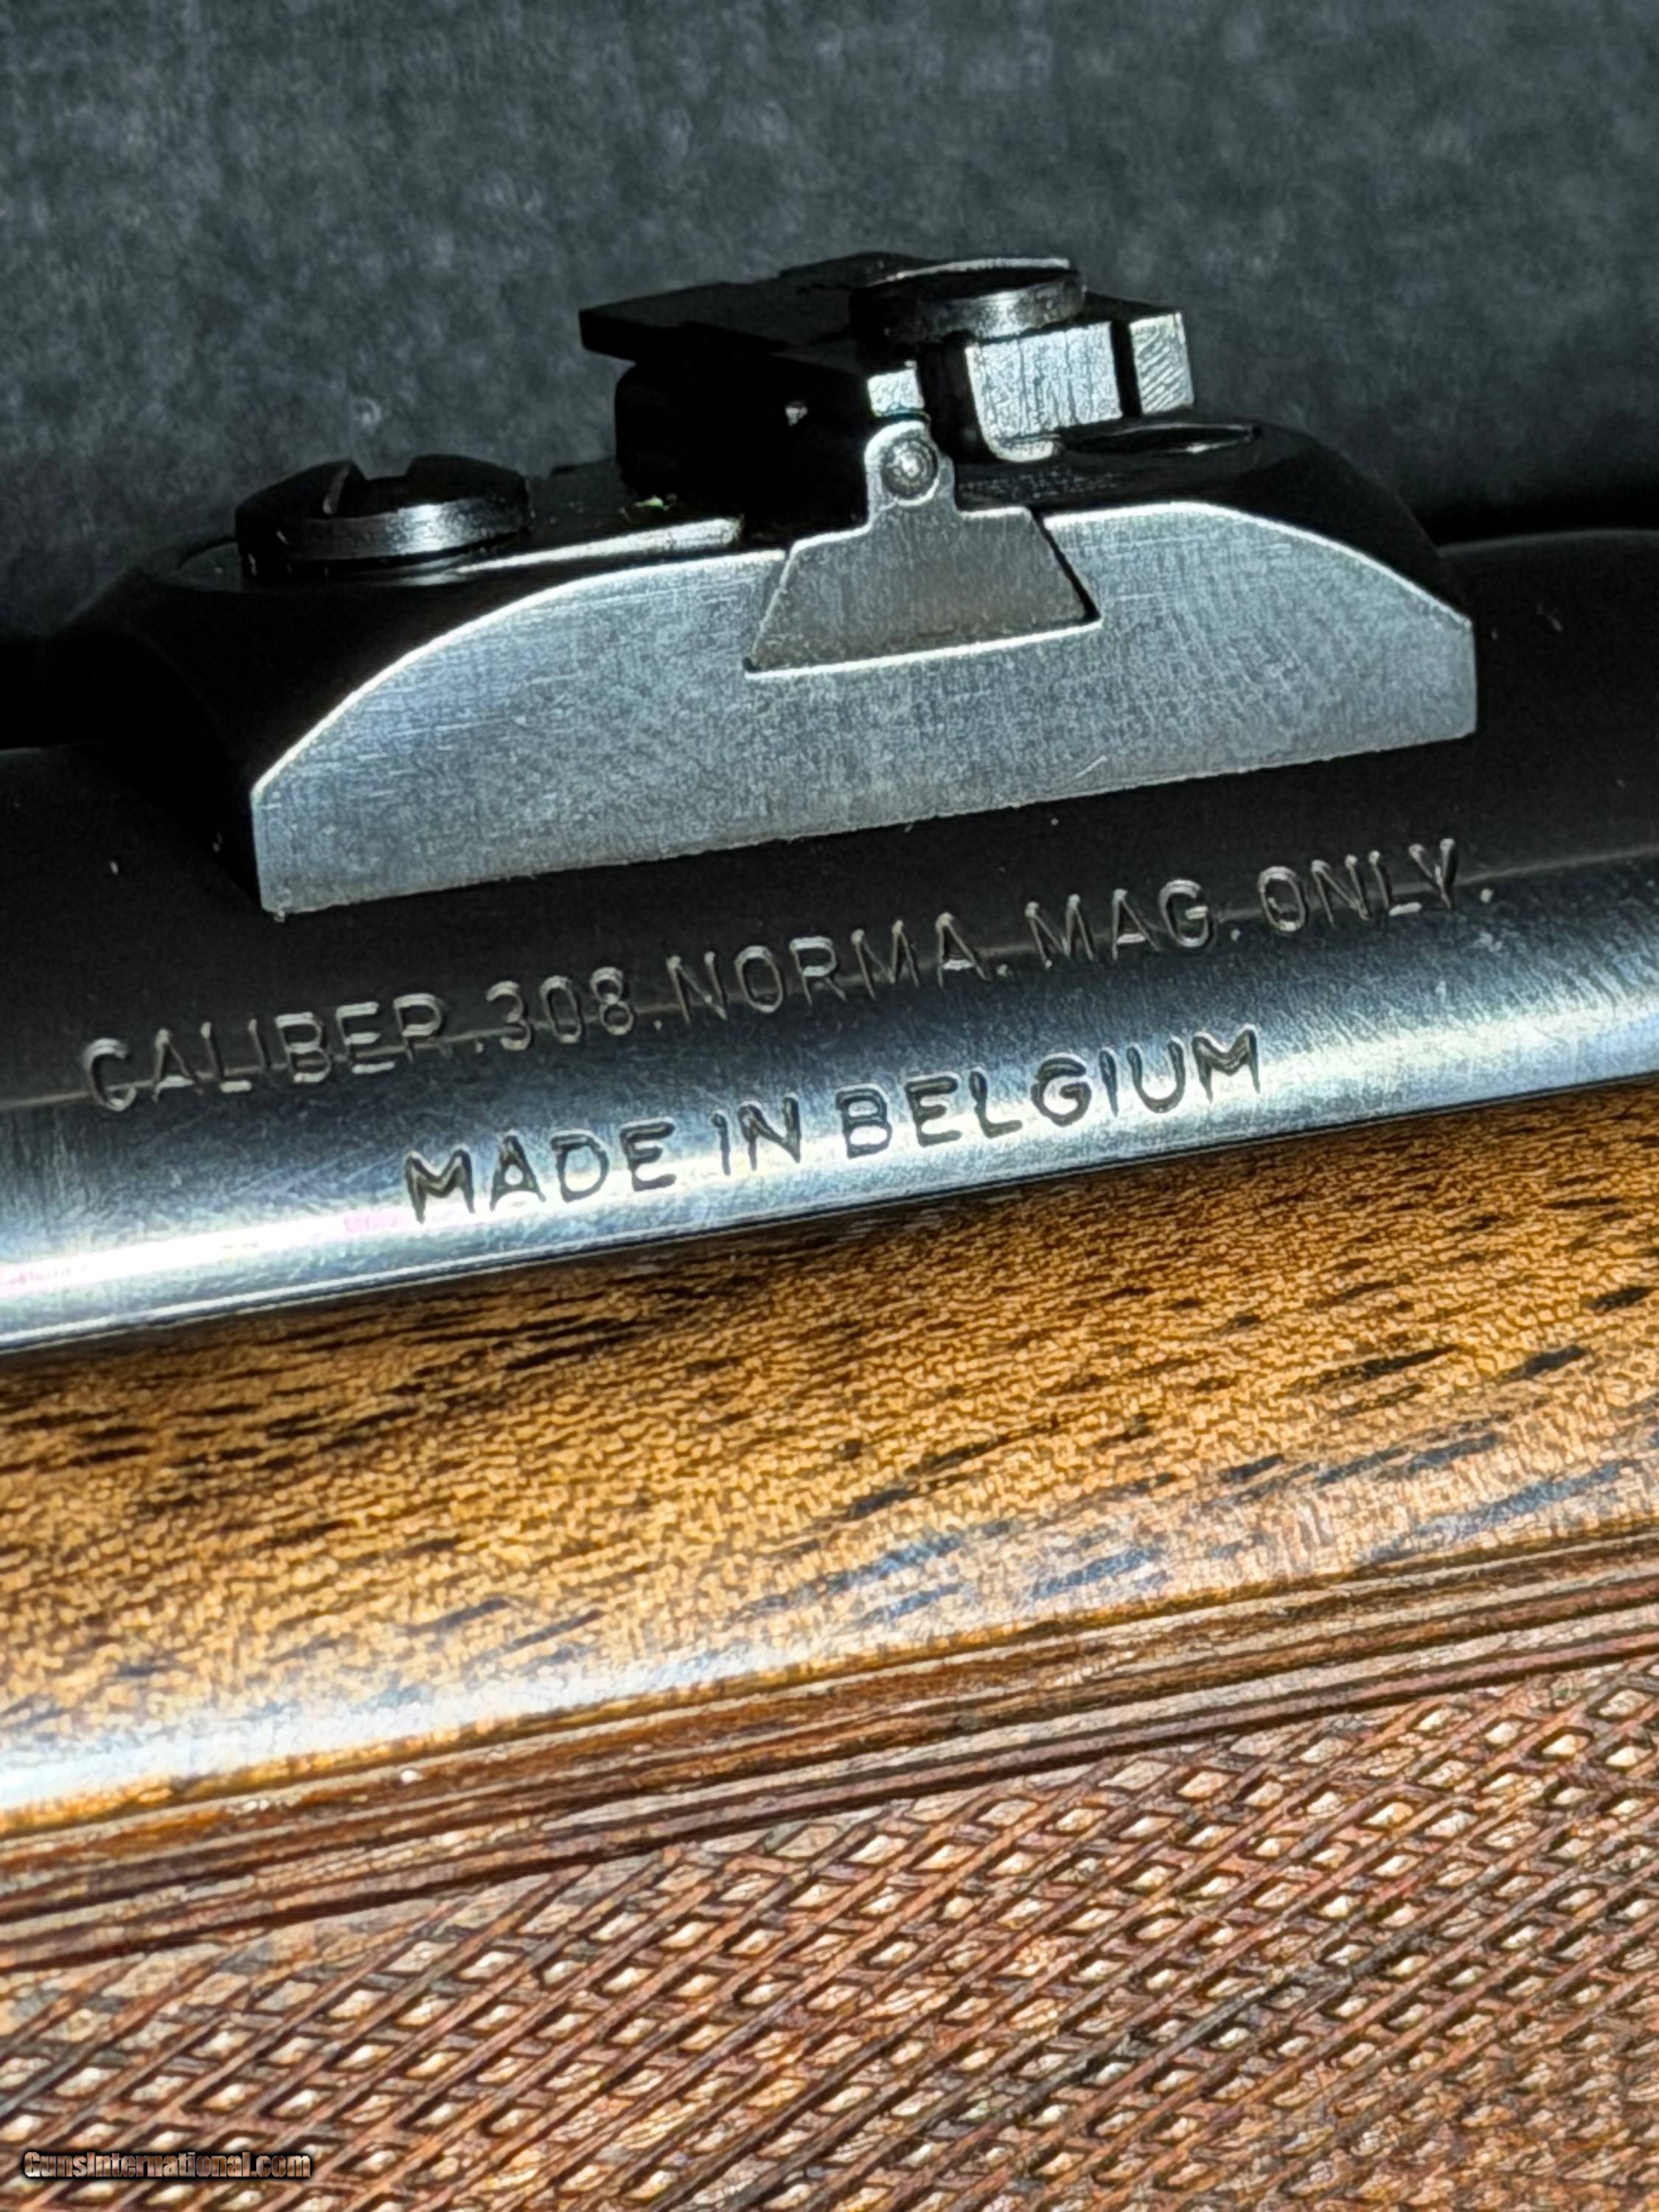 CALIBER .308.NORMA. MAG. ONLY.
MADE IN BELGIUM
GunsInternational.com